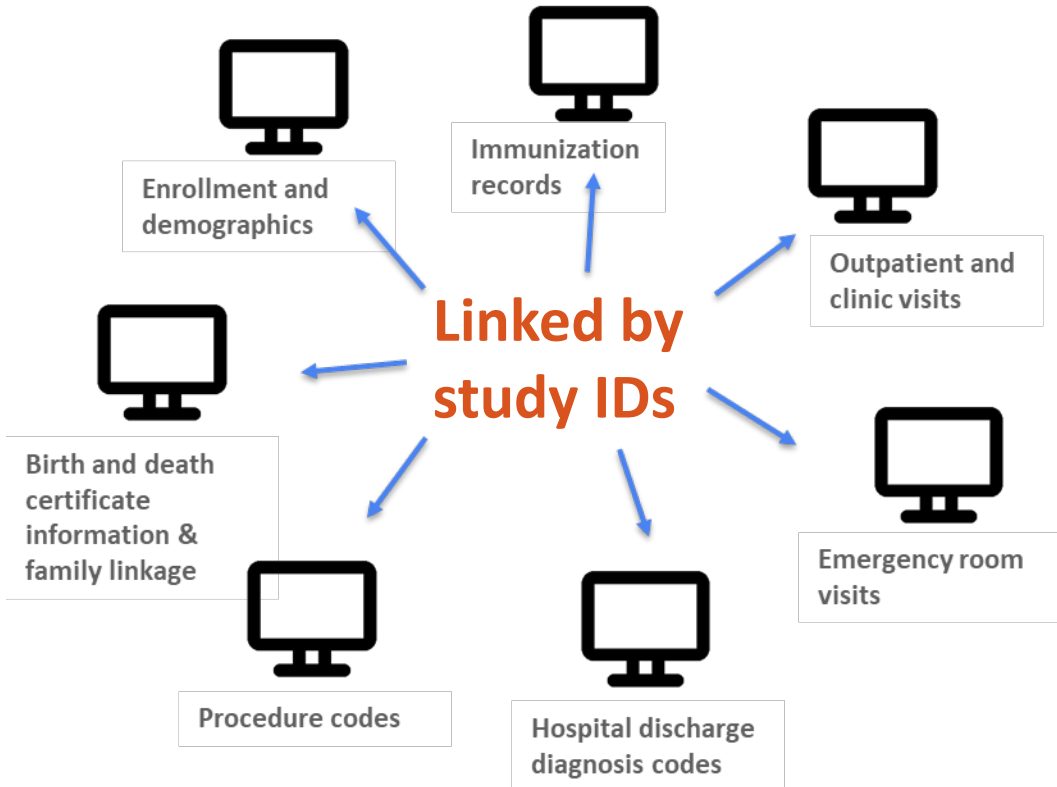 Immunization
records
Enrollment and
demographics
Outpatient and
clinic visits
Linked by
study IDs
Birth and death
certificate
information &
family linkage
Emergency room
visits
Procedure codes
Hospital discharge
diagnosis codes